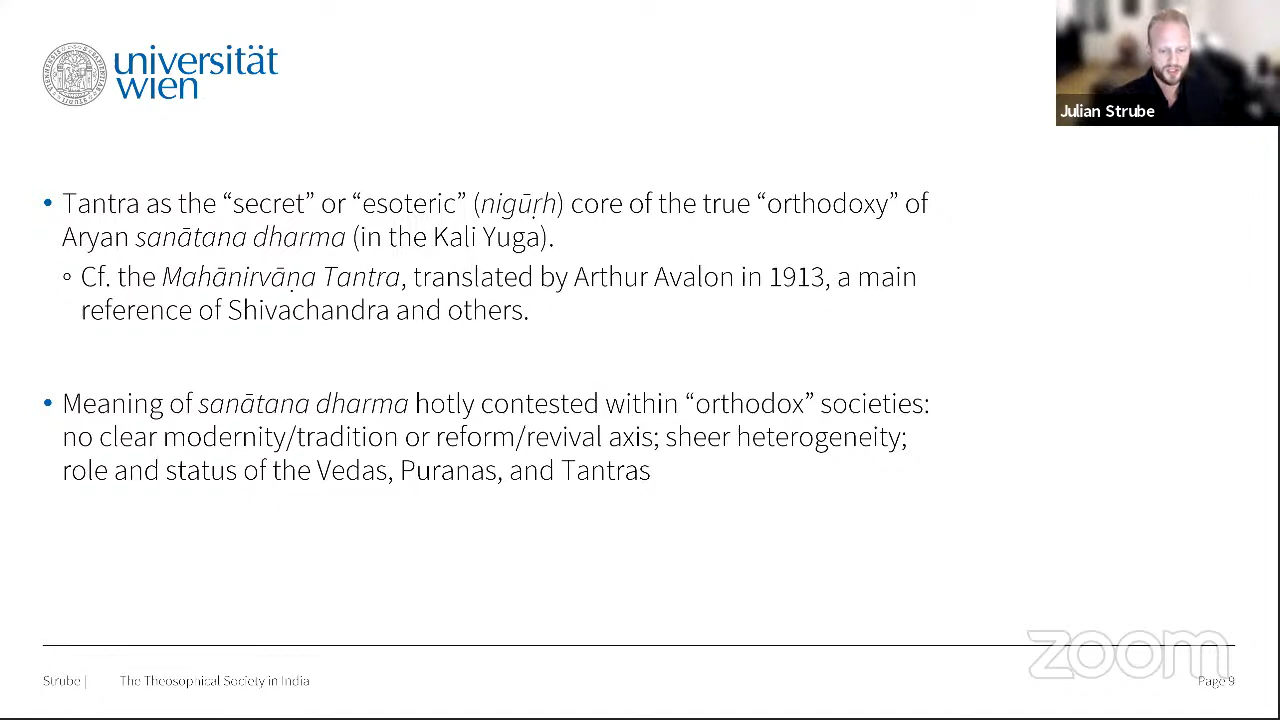 universität
wien
Julian Strube
• Tantra as the “secret” or “esoteric” (nigūṛh) core of the true “orthodoxy” of
Aryan sanātana dharma (in the Kali Yuga).
◦ Cf. the Mahānirvāṇa Tantra, translated by Arthur Avalon in 1913, a main
reference of Shivachandra and others.
• Meaning of sanātana dharma hotly contested within “orthodox” societies:
no clear modernity/tradition or reform/revival axis; sheer heterogeneity;
role and status of the Vedas, Puranas, and Tantras
zoom
Strube | The Theosophical Society in India Page 9